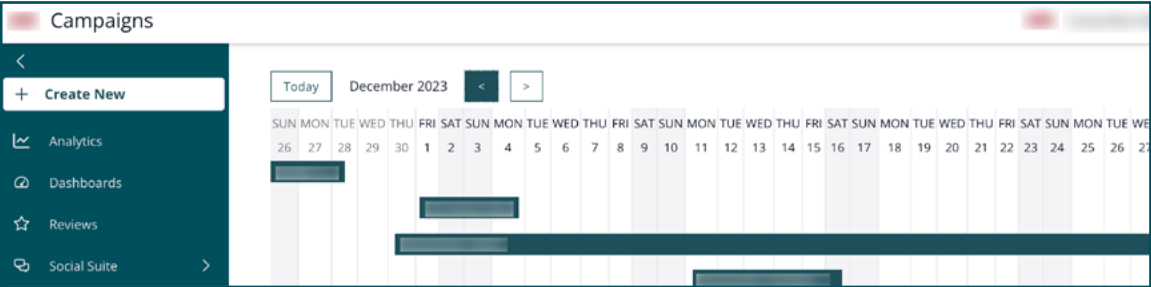 Campaigns
<
+ Create New
Analytics
Dashboards
Reviews
Social Suite >
Today December 2023 < >
SUN MON TUE WED THU FRI SAT SUN MON TUE WED THU FRI SAT SUN MON TUE WED THU FRI SAT SUN MON TUE WED THU FRI SAT SUN MON TUE WE
26 27 28 29 30 1 2 3 4 5 6 7 8 9 10 11 12 13 14 15 16 17 18 19 20 21 22 23 24 25 26 27